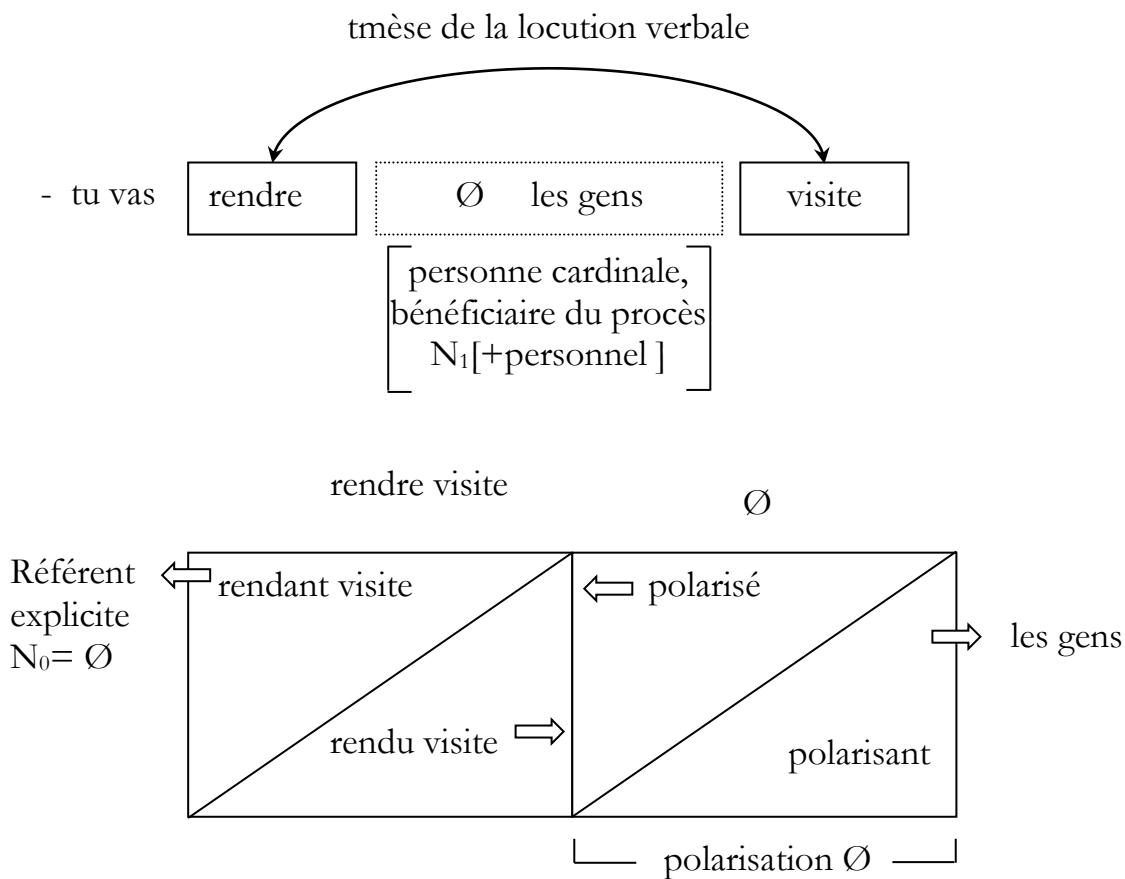 tmèse de la locution verbale
- tu vas rendre Ø les gens visite
personne cardinale,
bénéficiaire du procès
N₁[+personnel ]
rendre visite
Ø
Référent
explicite
N₀= Ø
rendant visite
polarisé
les gens
rendu visite
polarisant
polarisation Ø